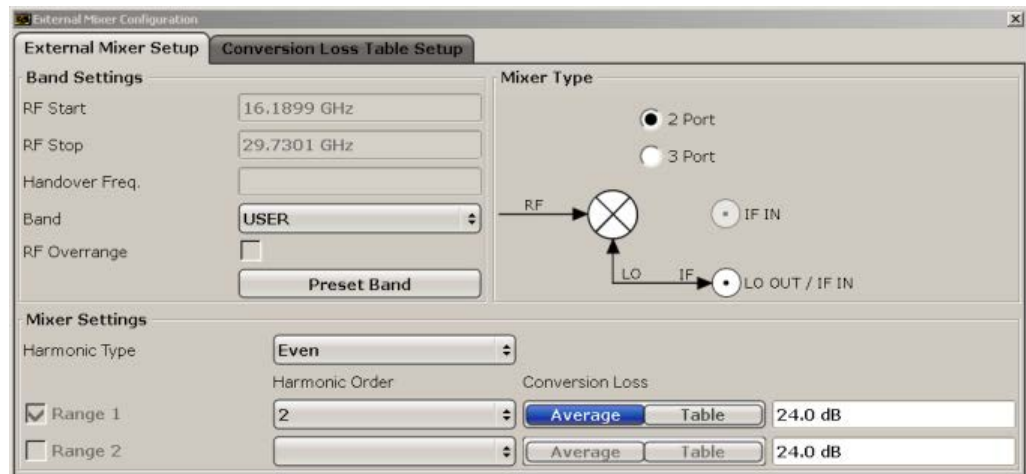 External Mixer Configuration
External Mixer Setup Conversion Loss Table Setup
Band Settings
RF Start 16.1899 GHz
RF Stop 29.7301 GHz
Handover Freq.
Band USER
RF Overrange
Preset Band
Mixer Type
2 Port
3 Port
RF
IF IN
LO IF LO OUT / IF IN
Mixer Settings
Harmonic Type Even
Harmonic Order Conversion Loss
Range 1 2 Average Table 24.0 dB
Range 2 Average Table 24.0 dB